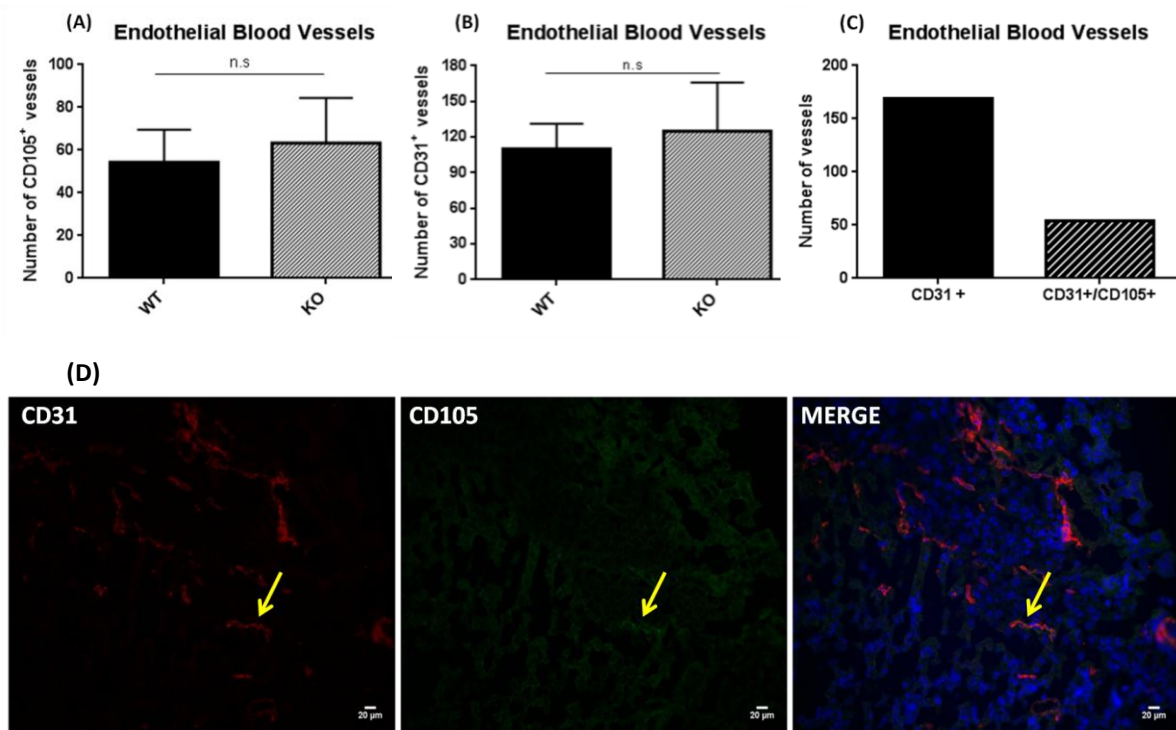 (A)
Endothelial Blood Vessels
n.s
Number of CD105⁺ vessels
100
80
60
40
20
0
WT
KO
(B)
Endothelial Blood Vessels
n.s
Number of CD31⁺ vessels
180
150
120
90
60
30
0
WT
KO
(C)
Endothelial Blood Vessels
Number of vessels
200
150
100
50
0
CD31 +
CD31+/CD105+
(D)
CD31
20 µm
CD105
20 µm
MERGE
20 µm